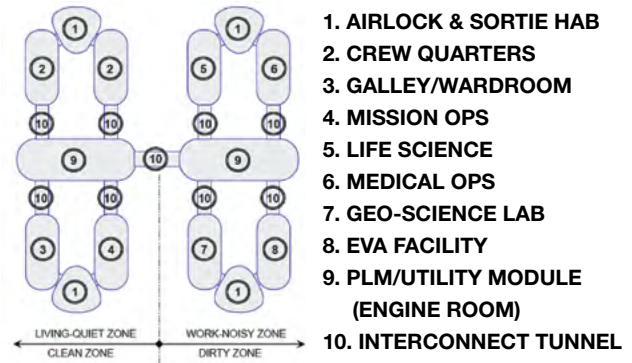 1
1
2
2
5
6
10
10
10
10
9
10
9
10
10
10
10
3
4
7
8
1
1
LIVING-QUIET ZONE
WORK-NOISY ZONE
CLEAN ZONE
DIRTY ZONE
1. AIRLOCK & SORTIE HAB
2. CREW QUARTERS
3. GALLEY/WARDROOM
4. MISSION OPS
5. LIFE SCIENCE
6. MEDICAL OPS
7. GEO-SCIENCE LAB
8. EVA FACILITY
9. PLM/UTILITY MODULE
(ENGINE ROOM)
10. INTERCONNECT TUNNEL